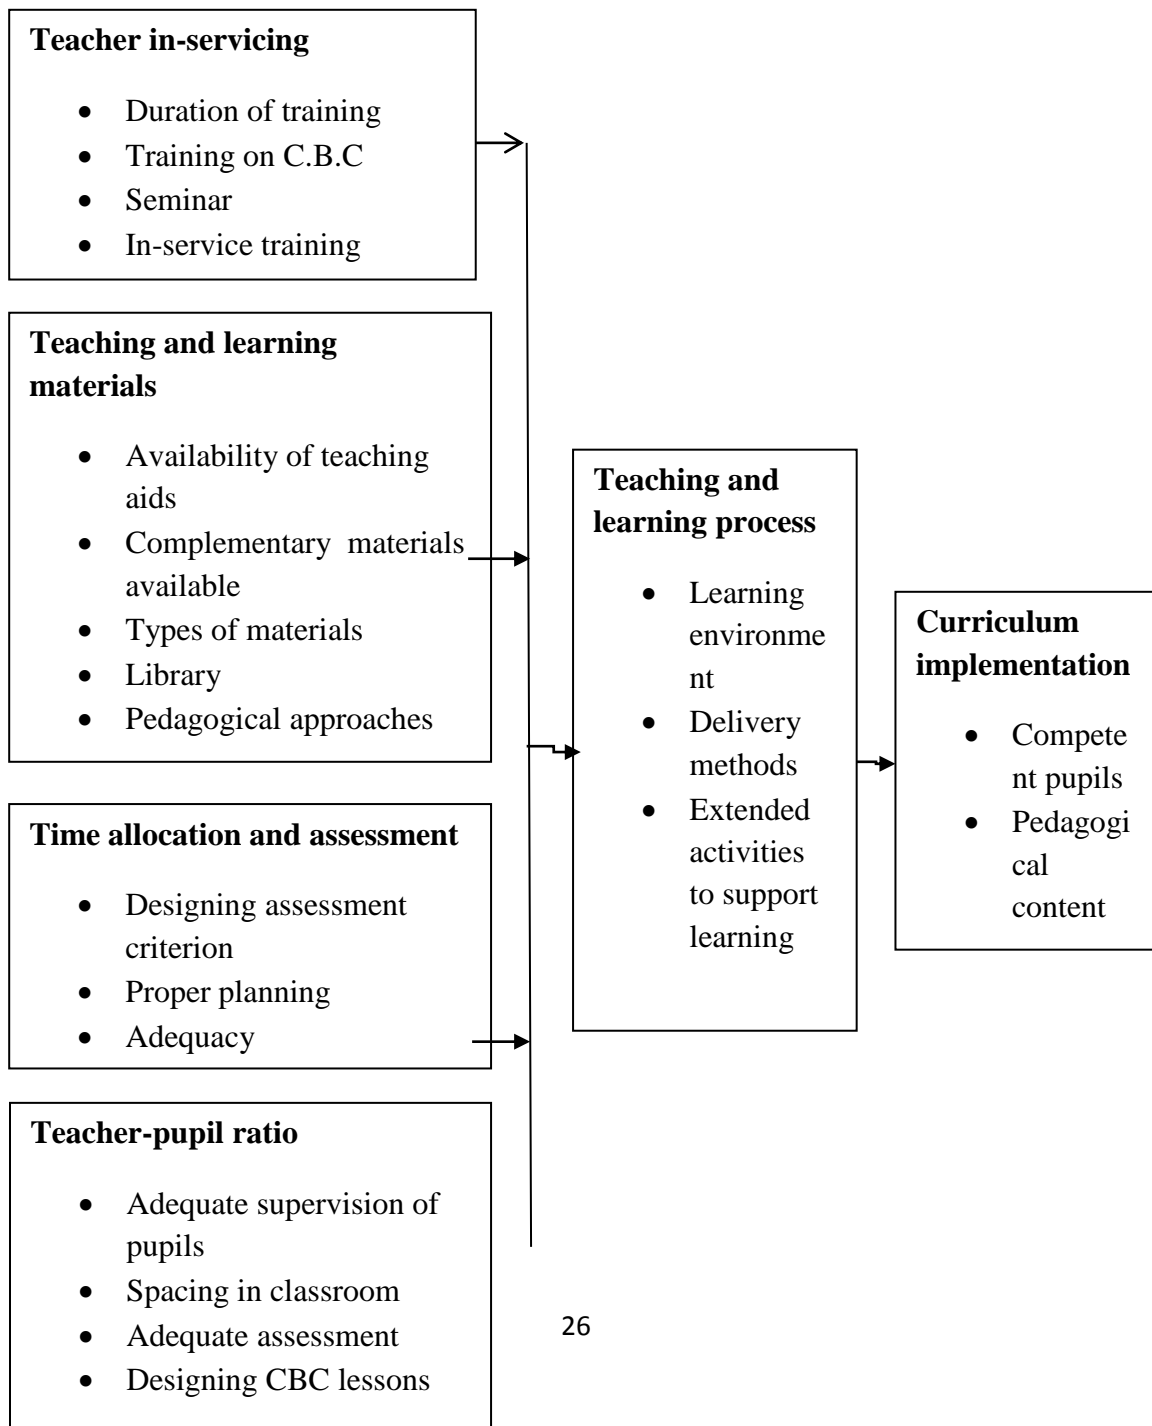 Teacher in-servicing
• Duration of training
• Training on C.B.C
• Seminar
• In-service training
Teaching and learning
materials
• Availability of teaching
aids
• Complementary materials
available
• Types of materials
• Library
• Pedagogical approaches
Time allocation and assessment
• Designing assessment
criterion
• Proper planning
• Adequacy
Teacher-pupil ratio
• Adequate supervision of
pupils
• Spacing in classroom
• Adequate assessment
• Designing CBC lessons
Teaching and
learning process
• Learning
environme
nt
• Delivery
methods
• Extended
activities
to support
learning
Curriculum
implementation
• Compete
nt pupils
• Pedagogi
cal
content
26